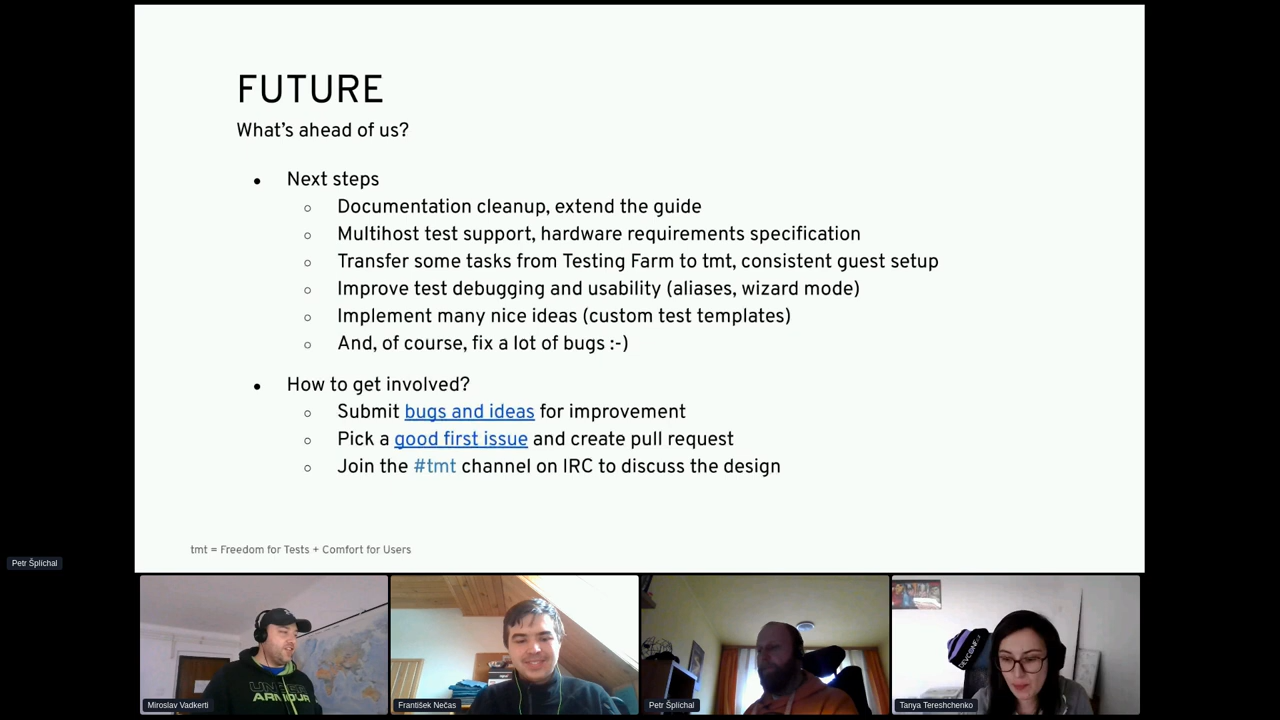 FUTURE
What's ahead of us?
● Next steps
○ Documentation cleanup, extend the guide
○ Multihost test support, hardware requirements specification
○ Transfer some tasks from Testing Farm to tmt, consistent guest setup
○ Improve test debugging and usability (aliases, wizard mode)
○ Implement many nice ideas (custom test templates)
○ And, of course, fix a lot of bugs :-)
● How to get involved?
○ Submit bugs and ideas for improvement
○ Pick a good first issue and create pull request
○ Join the #tmt channel on IRC to discuss the design
tmt = Freedom for Tests + Comfort for Users
Petr Šplíchal
UNDER
ARMOUR
DEVCONF
Miroslav Vadkerti
František Nečas
Petr Šplíchal
Tanya Tereshchenko